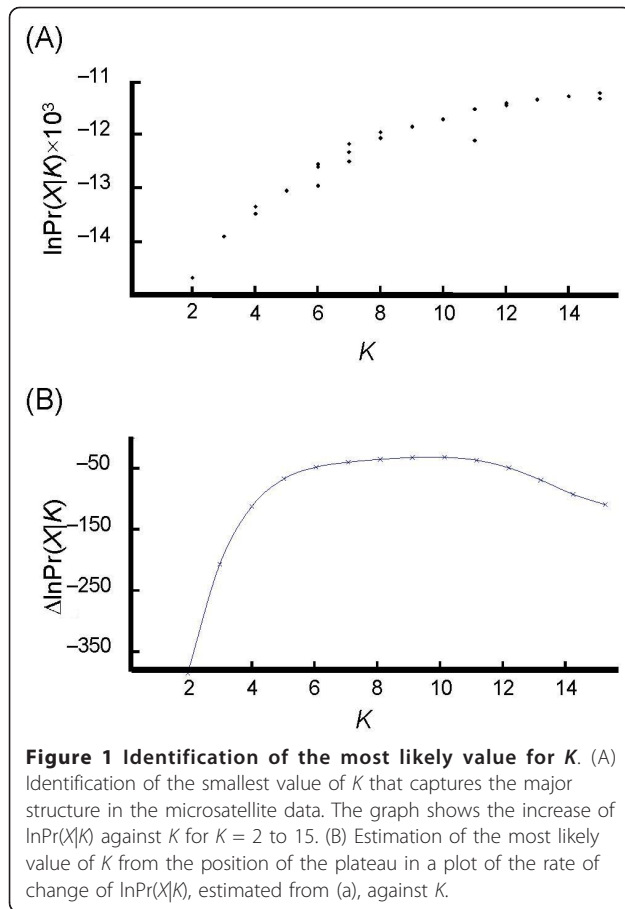 (A)
lnPr(X|K)×10³
−11
−12
−13
−14
2 4 6 8 10 12 14
K
(B)
ΔlnPr(X|K)
−50
−150
−250
−350
2 4 6 8 10 12 14
K
Figure 1 Identification of the most likely value for K. (A)
Identification of the smallest value of K that captures the major
structure in the microsatellite data. The graph shows the increase of
lnPr(X|K) against K for K = 2 to 15. (B) Estimation of the most likely
value of K from the position of the plateau in a plot of the rate of
change of lnPr(X|K), estimated from (a), against K.